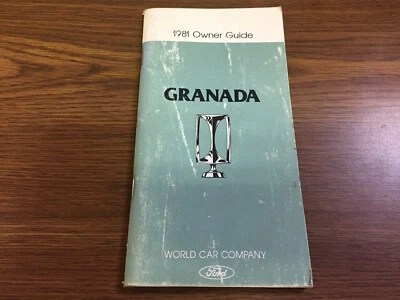 1981 Owner Guide
GRANADA
WORLD CAR COMPANY
Ford